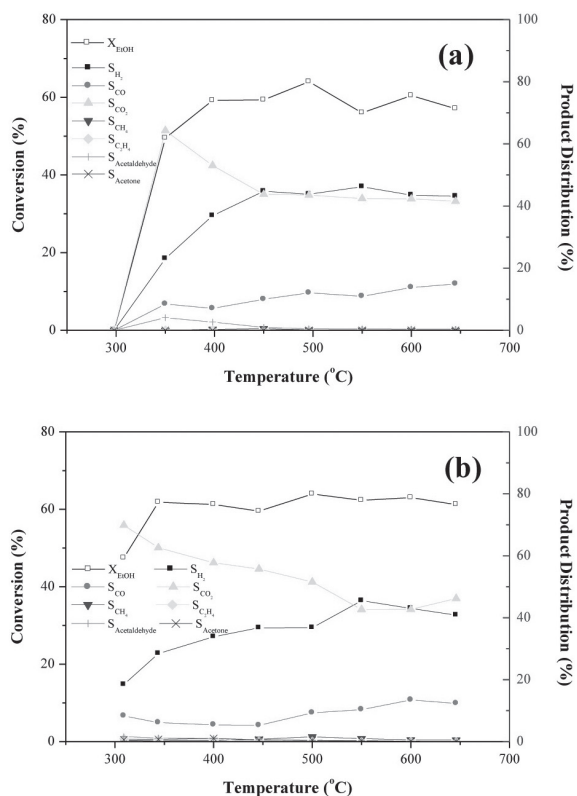 (a)
X_EtOH
S_H₂
S_CO
S_CO₂
S_CH₄
S_C₂H₄
S_Acetaldehyde
S_Acetone
Conversion (%)
80
60
40
20
0
Product Distribution (%)
100
80
60
40
20
0
300 400 500 600 700
Temperature (°C)
(b)
X_EtOH S_H₂
S_CO S_CO₂
S_CH₄ S_C₂H₄
S_Acetaldehyde S_Acetone
Conversion (%)
80
60
40
20
0
Product Distribution (%)
100
80
60
40
20
0
300 400 500 600 700
Temperature (°C)